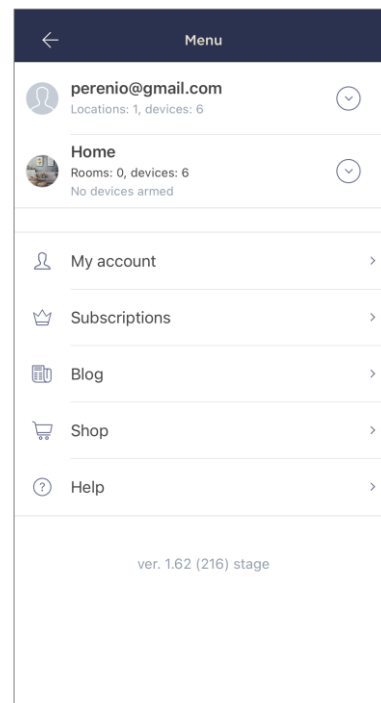 Menu
perenio@gmail.com
Locations: 1, devices: 6
Home
Rooms: 0, devices: 6
No devices armed
My account
Subscriptions
Blog
Shop
Help
ver. 1.62 (216) stage